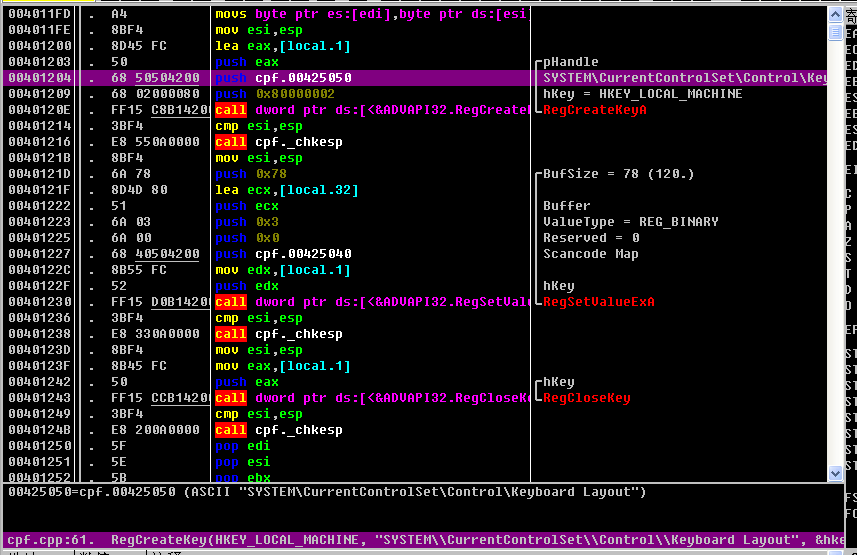 004011FD . A4 movs byte ptr es:[edi],byte ptr ds:[esi
004011FE . 8BF4 mov esi,esp
00401200 . 8D45 FC lea eax,[local.1]
00401203 . 50 push eax pHandle
00401204 . 68 50504200 push cpf.00425050 SYSTEM\CurrentControlSet\Control\Key
00401209 . 68 02000080 push 0x80000002 hKey = HKEY_LOCAL_MACHINE
0040120E . FF15 C8B14200 call dword ptr ds:[<&ADVAPI32.RegCreateK RegCreateKeyA
00401214 . 3BF4 cmp esi,esp
00401216 . E8 550A0000 call cpf._chkesp
0040121B . 8BF4 mov esi,esp
0040121D . 6A 78 push 0x78 BufSize = 78 (120.)
0040121F . 8D4D 80 lea ecx,[local.32]
00401222 . 51 push ecx Buffer
00401223 . 6A 03 push 0x3 ValueType = REG_BINARY
00401225 . 6A 00 push 0x0 Reserved = 0
00401227 . 68 40504200 push cpf.00425040 Scancode Map
0040122C . 8B55 FC mov edx,[local.1]
0040122F . 52 push edx hKey
00401230 . FF15 D0B14200 call dword ptr ds:[<&ADVAPI32.RegSetValu RegSetValueExA
00401236 . 3BF4 cmp esi,esp
00401238 . E8 330A0000 call cpf._chkesp
0040123D . 8BF4 mov esi,esp
0040123F . 8B45 FC mov eax,[local.1]
00401242 . 50 push eax hKey
00401243 . FF15 CCB14200 call dword ptr ds:[<&ADVAPI32.RegCloseKe RegCloseKey
00401249 . 3BF4 cmp esi,esp
0040124B . E8 200A0000 call cpf._chkesp
00401250 . 5F pop edi
00401251 . 5E pop esi
00401252 . 5B pop ebx
00425050=cpf.00425050 (ASCII "SYSTEM\CurrentControlSet\Control\Keyboard Layout")
cpf.cpp:61. RegCreateKey(HKEY_LOCAL_MACHINE, "SYSTEM\\CurrentControlSet\\Control\\Keyboard Layout", &hke